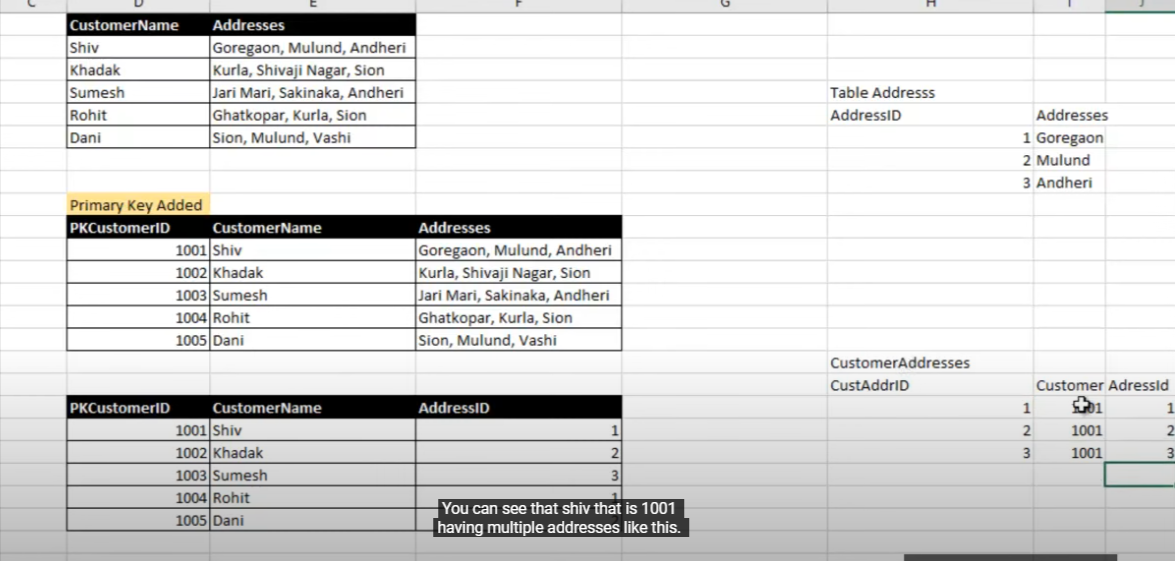 C D E F G H I J
CustomerName Addresses
Shiv Goregaon, Mulund, Andheri
Khadak Kurla, Shivaji Nagar, Sion
Sumesh Jari Mari, Sakinaka, Andheri
Rohit Ghatkopar, Kurla, Sion
Dani Sion, Mulund, Vashi
Primary Key Added
PKCustomerID CustomerName Addresses
1001 Shiv Goregaon, Mulund, Andheri
1002 Khadak Kurla, Shivaji Nagar, Sion
1003 Sumesh Jari Mari, Sakinaka, Andheri
1004 Rohit Ghatkopar, Kurla, Sion
1005 Dani Sion, Mulund, Vashi
PKCustomerID CustomerName AddressID
1001 Shiv 1
1002 Khadak 2
1003 Sumesh 3
1004 Rohit 1
1005 Dani
Table Addresss
AddressID Addresses
1 Goregaon
2 Mulund
3 Andheri
CustomerAddresses
CustAddrID Customer AdressId
1 1
2 1001 2
3 1001 3
You can see that shiv that is 1001
having multiple addresses like this.